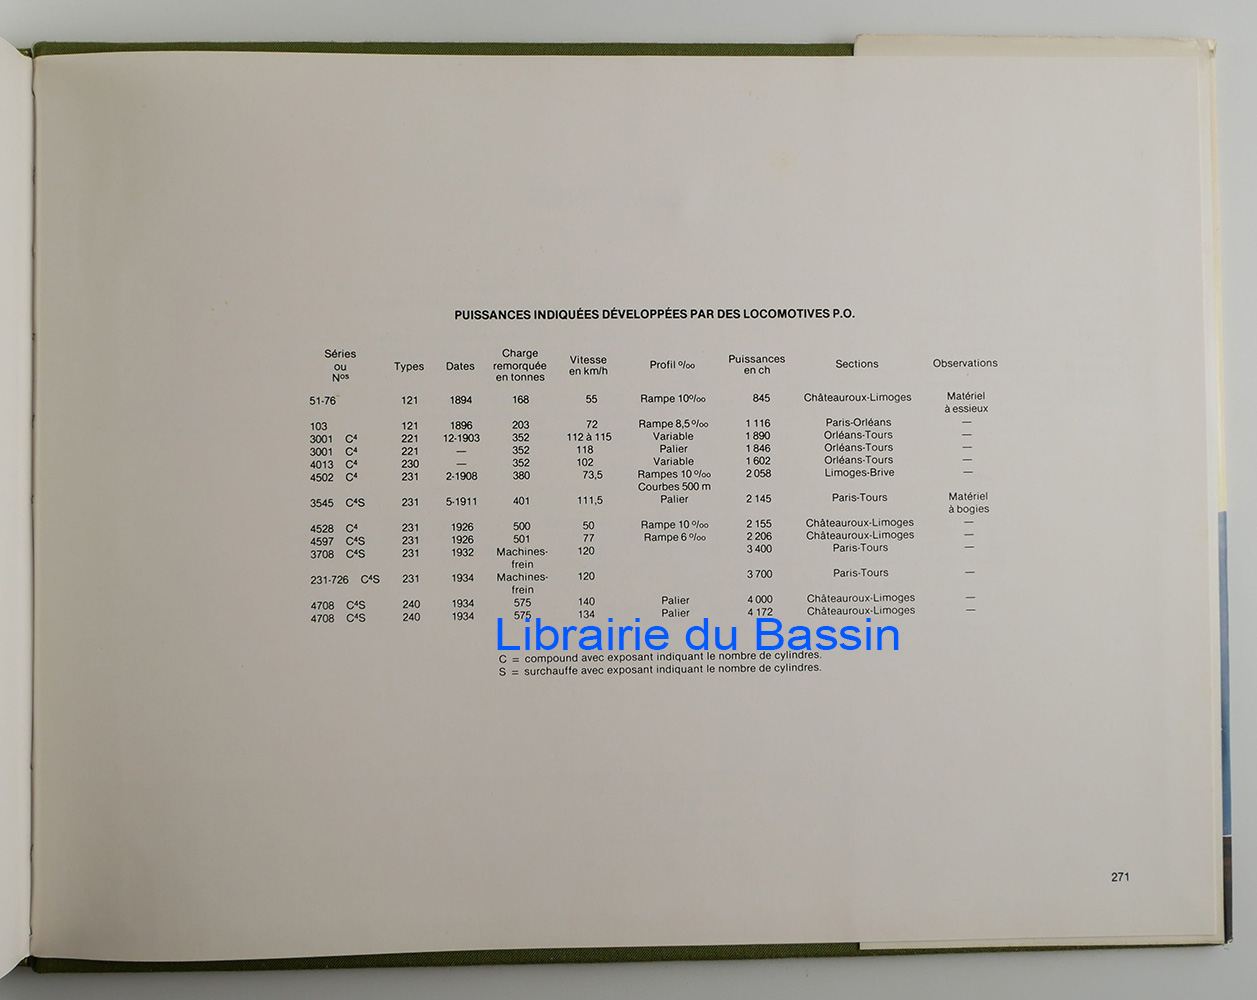 PUISSANCES INDIQUÉES DÉVELOPPÉES PAR DES LOCOMOTIVES P.O.
Séries ou Nos Types Dates Charge remorquée en tonnes Vitesse en km/h Profil o/oo Puissances en ch Sections Observations
51-76 121 1894 168 55 Rampe 10o/oo 845 Châteauroux-Limoges Matériel à essieux
103 121 1896 203 72 Rampe 8,5 o/oo 1 116 Paris-Orléans —
3001 C4 221 12-1903 352 112 à 115 Variable 1 890 Orléans-Tours —
3001 C4 221 — 352 118 Palier 1 846 Orléans-Tours —
4013 C4 230 — 352 102 Variable 1 602 Orléans-Tours —
4502 C4 231 2-1908 380 73,5 Rampes 10 o/oo 2 058 Limoges-Brive —
Courbes 500 m
3545 C4S 231 5-1911 401 111,5 Palier 2 145 Paris-Tours Matériel à bogies
4528 C4 231 1926 500 50 Rampe 10 o/oo 2 155 Châteauroux-Limoges —
4597 C4S 231 1926 501 77 Rampe 6 o/oo 2 206 Châteauroux-Limoges —
3708 C4S 231 1932 Machines-frein 120 3 400 Paris-Tours —
231-726 C4S 231 1934 Machines-frein 120 3 700 Paris-Tours —
4708 C4S 240 1934 575 140 Palier 4 000 Châteauroux-Limoges —
4708 C4S 240 1934 575 134 Palier 4 172 Châteauroux-Limoges —
Librairie du Bassin
C = compound avec exposant indiquant le nombre de cylindres.
S = surchauffe avec exposant indiquant le nombre de cylindres.
271